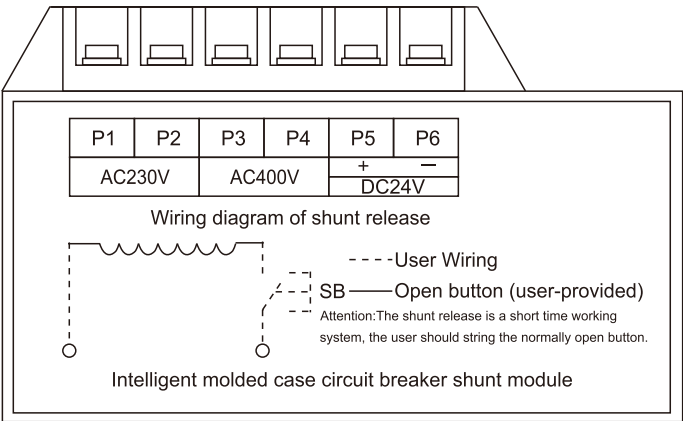 P1 P2 P3 P4 P5 P6
AC230V AC400V + —
DC24V
Wiring diagram of shunt release
----User Wiring
SB——Open button (user-provided)
Attention:The shunt release is a short time working
system, the user should string the normally open button.
Intelligent molded case circuit breaker shunt module